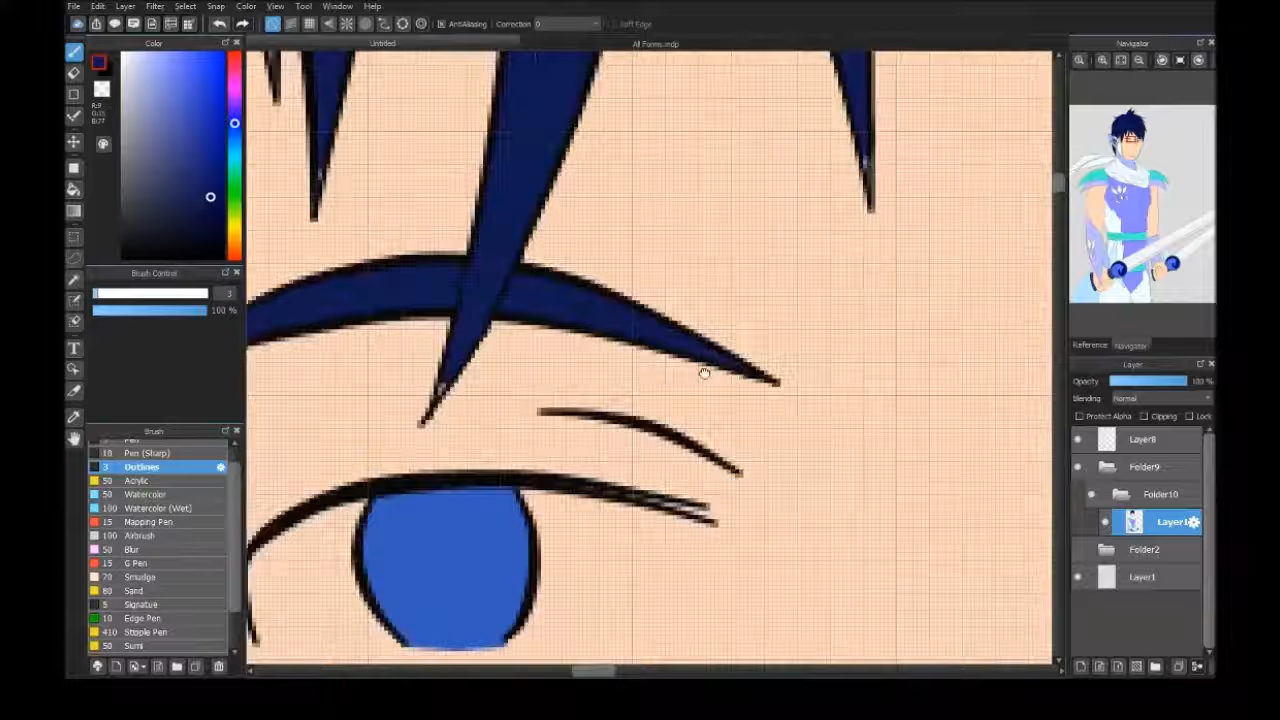 File Edit Layer Filter Select Snap Color View Tool Window Help
AntiAliasing Correction 0 Soft Edge
Untitled
All Forms.mdp
Color
R:9
G:15
B:77
Brush Control
3
100 %
Brush
Pen
10 Pen (Sharp)
3 Outlines
50 Acrylic
50 Watercolor
100 Watercolor (Wet)
15 Mapping Pen
100 Airbrush
50 Blur
15 G Pen
70 Smudge
80 Sand
5 Signatue
10 Edge Pen
410 Stipple Pen
50 Sumi
Navigator
Reference Navigator
Layer
Opacity 100 %
Blending Normal
Protect Alpha Clipping Lock
Layer8
Folder9
Folder10
Layer1
Folder2
Layer1